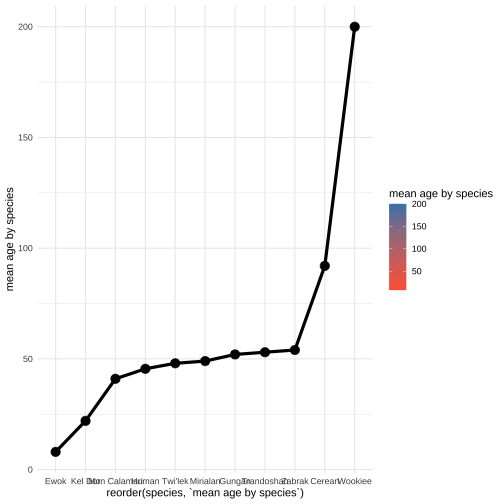 200
150
100
50
0
mean age by species
Ewok Kel Dor Mon Calamari Human Twi'lek Mirialan Gungan Trandoshan Zabrak Cerean Wookiee
reorder(species, `mean age by species`)
mean age by species
200
150
100
50